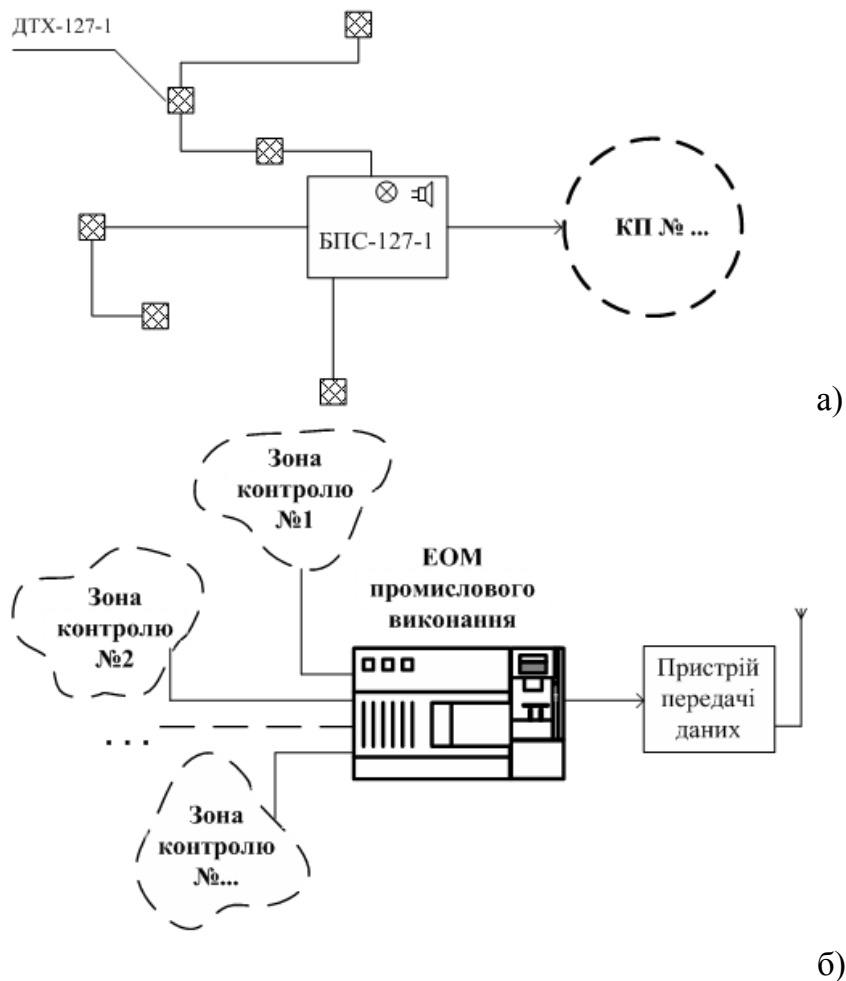 ДТХ-127-1
БПС-127-1
КП № ...
а)
Зона
контролю
№1
ЕОМ
промислового
виконання
Зона
контролю
№2
Пристрій
передачі
даних
. . .
Зона
контролю
№...
б)